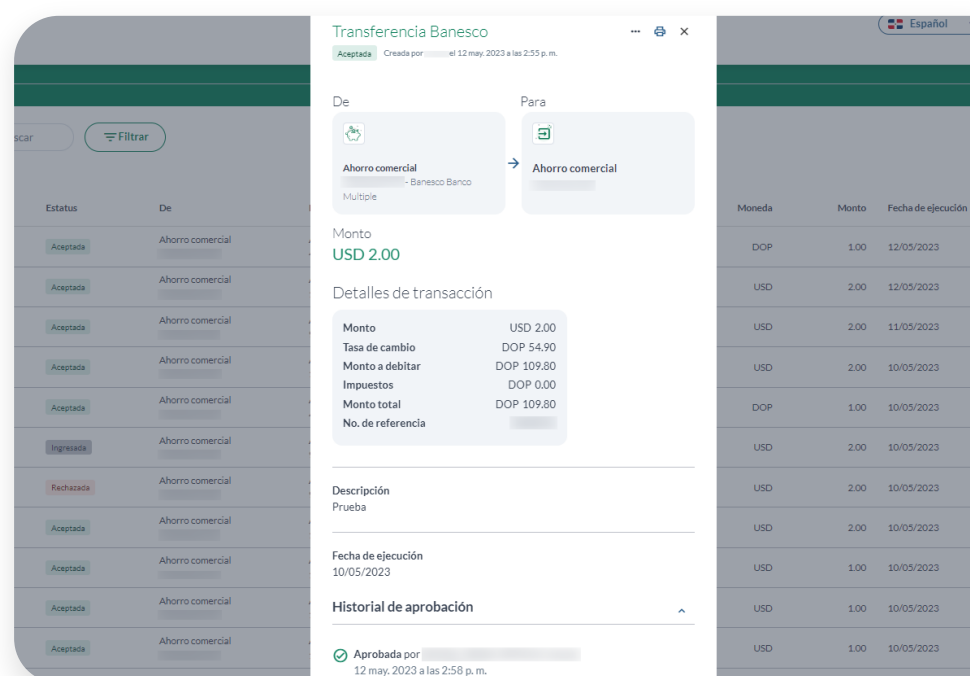 Transferencia Banesco
Español
Aceptada Creada por el 12 may. 2023 a las 2:55 p. m.
De Para
scar Filtrar
Ahorro comercial Ahorro comercial
- Banesco Banco
Multiple
Estatus De Moneda Monto Fecha de ejecución
Monto
USD 2.00
Aceptada Ahorro comercial DOP 1.00 12/05/2023
Aceptada Ahorro comercial USD 2.00 12/05/2023
Aceptada Ahorro comercial USD 2.00 11/05/2023
Aceptada Ahorro comercial USD 2.00 10/05/2023
Aceptada Ahorro comercial DOP 1.00 10/05/2023
Ingresada Ahorro comercial USD 2.00 10/05/2023
Rechazada Ahorro comercial USD 2.00 10/05/2023
Aceptada Ahorro comercial USD 2.00 10/05/2023
Aceptada Ahorro comercial USD 1.00 10/05/2023
Aceptada Ahorro comercial USD 1.00 10/05/2023
Aceptada Ahorro comercial USD 1.00 10/05/2023
Detalles de transacción
Monto USD 2.00
Tasa de cambio DOP 54.90
Monto a debitar DOP 109.80
Impuestos DOP 0.00
Monto total DOP 109.80
No. de referencia
Descripción
Prueba
Fecha de ejecución
10/05/2023
Historial de aprobación
Aprobada por
12 may. 2023 a las 2:58 p. m.